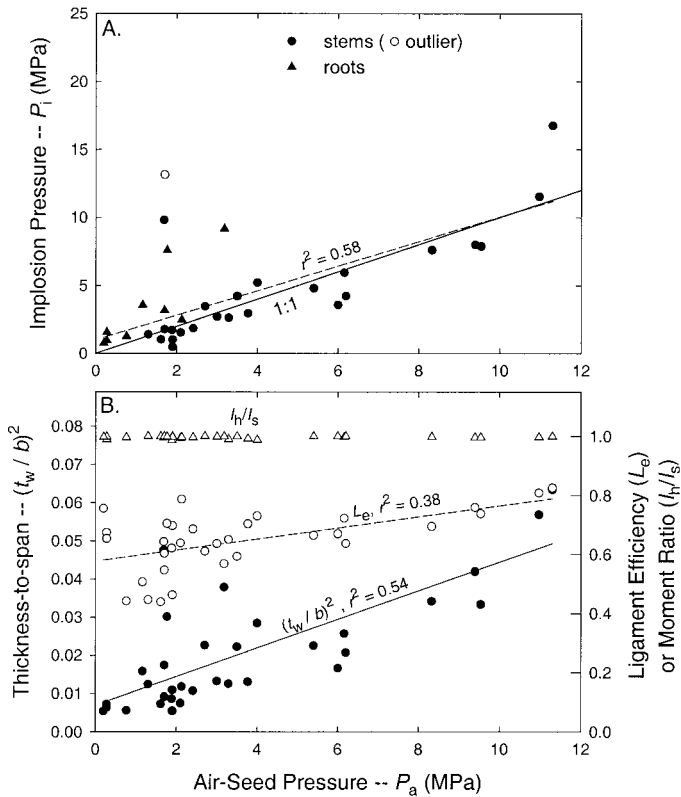 A.
stems ( ○ outlier)
roots
Implosion Pressure -- Pi (MPa)
25
20
15
10
5
0
r2 = 0.58
1:1
0 2 4 6 8 10 12
B.
Ih/Is
Thickness-to-span -- (tw / b)2
0.08
0.07
0.06
0.05
0.04
0.03
0.02
0.01
0.00
Le, r2 = 0.38
(tw / b)2 , r2 = 0.54
1.0
0.8
0.6
0.4
0.2
0.0
Ligament Efficiency (Le)
or Moment Ratio (Ih/Is)
0 2 4 6 8 10 12
Air-Seed Pressure -- Pa (MPa)